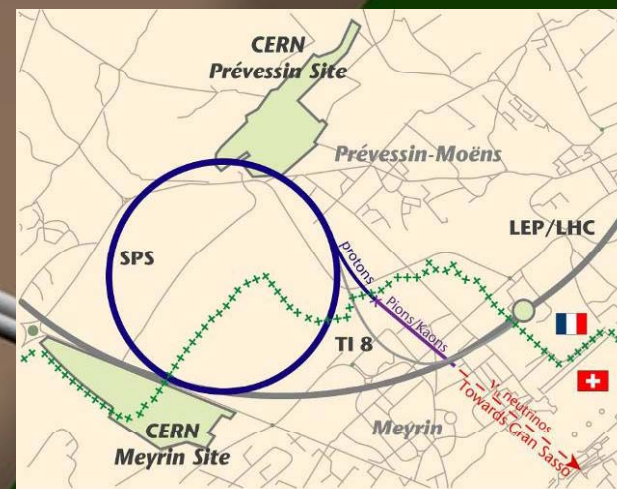 CERN
Prévessin Site
Prévessin-Moëns
LEP/LHC
SPS
protons
Pions/Kaons
TI 8
νμ neutrinos
Towards Gran Sasso
Meyrin
CERN
Meyrin Site